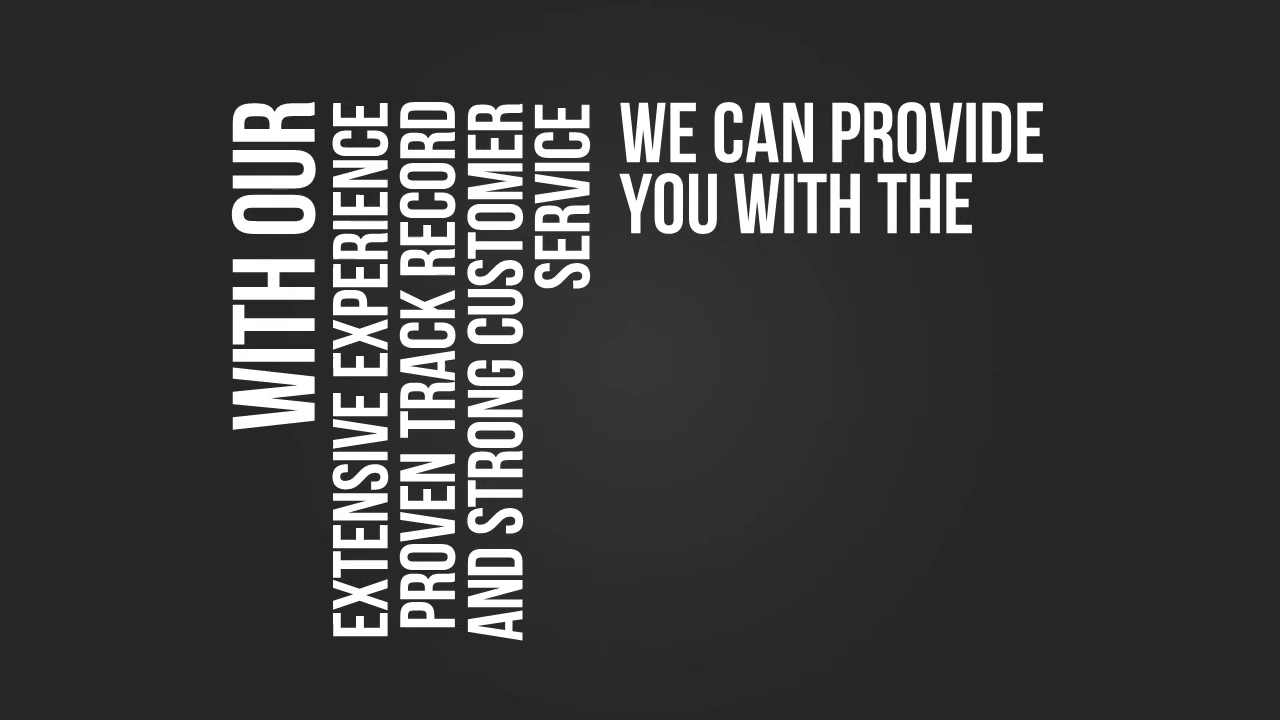 WITH OUR
EXTENSIVE EXPERIENCE
PROVEN TRACK RECORD
AND STRONG CUSTOMER
SERVICE
WE CAN PROVIDE
YOU WITH THE